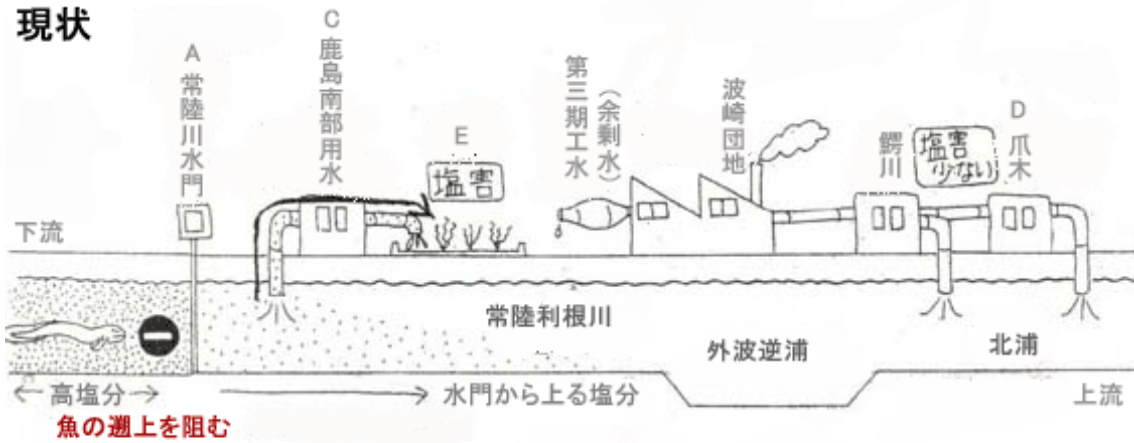 現状
A 常陸川水門
C 鹿島南部用水
E
塩害
第三期工水
(余剰水)
波崎団地
鰐川
塩害
少ない
D 爪木
下流
常陸利根川
外波逆浦
北浦
高塩分
水門から上る塩分
上流
魚の遡上を阻む